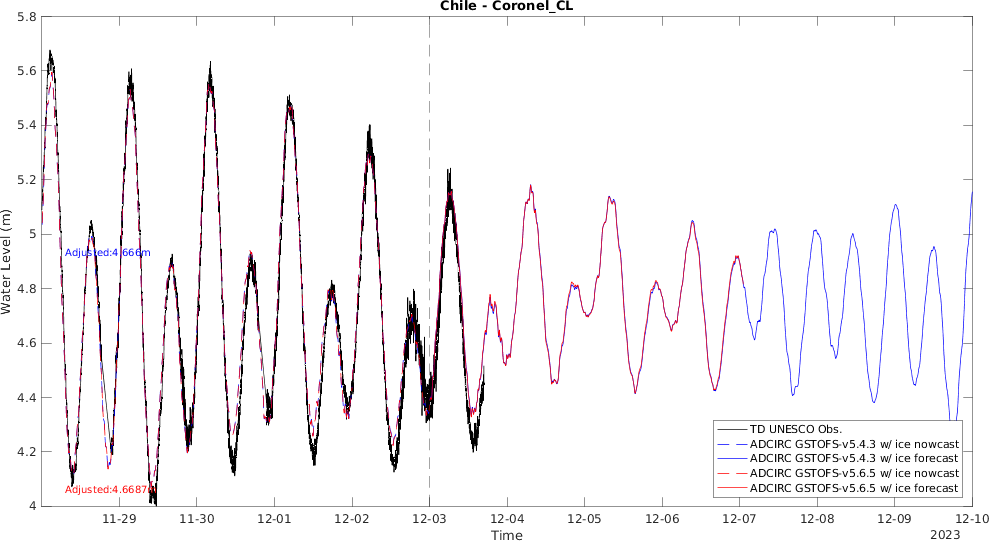 Chile - Coronel_CL
5.8
5.6
5.4
5.2
5
4.8
4.6
4.4
4.2
4
Water Level (m)
Adjusted:4.666m
Adjusted:4.6687
TD UNESCO Obs.
ADCIRC GSTOFS-v5.4.3 w/ ice nowcast
ADCIRC GSTOFS-v5.4.3 w/ ice forecast
ADCIRC GSTOFS-v5.6.5 w/ ice nowcast
ADCIRC GSTOFS-v5.6.5 w/ ice forecast
11-29 11-30 12-01 12-02 12-03 12-04 12-05 12-06 12-07 12-08 12-09 12-10
Time
2023